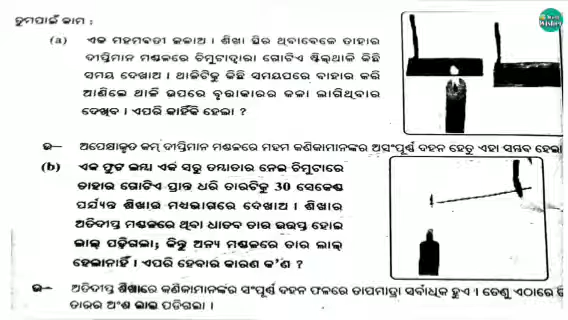 ତୁମପାଇଁ କାମ :
(a) ଏକ ମହମବତୀ ଜଳାଅ । ଶିଖା ସ୍ଥିର ଥିବାବେଳେ ତାହାର
ଦୀପ୍ତିମାନ ମଣ୍ଡଳରେ ଚିମୁଟାଦ୍ୱାରା ଗୋଟିଏ ଷ୍ଟିଲ୍‌ଥାଳି କିଛି
ସମୟ ଦେଖାଅ । ଥାଳିଟିକୁ କିଛି ସମୟପରେ ବାହାର କରି
ଆଣିଲେ ଥାଳି ଉପରେ ବୃତ୍ତାକାରର କଳା ଲାଗିଥିବାର
ଦେଖିବ । ଏପରି କାହିଁକି ହେଲା ?
ଉ– ଅପେକ୍ଷାକୃତ କମ୍ ଦୀପ୍ତିମାନ ମଣ୍ଡଳରେ ମହମ କଣିକାମାନଙ୍କର ଅସଂପୂର୍ଣ୍ଣ ଦହନ ହେତୁ ଏହା ସମ୍ଭବ ହେଲା
(b) ଏକ ଫୁଟ ଲମ୍ବା ଏକ ସରୁ ତମ୍ବାତାର ନେଇ ଚିମୁଟାରେ
ତାହାର ଗୋଟିଏ ପ୍ରାନ୍ତ ଧରି ତାରଟିକୁ 30 ସେକେଣ୍ଡ
ପର୍ଯ୍ୟନ୍ତ ଶିଖାର ମଝିଭାଗରେ ଦେଖାଅ । ଶିଖାର
ଅତିଦୀପ୍ତ ମଣ୍ଡଳରେ ଥିବା ଧାତବ ତାର ଉତ୍ତପ୍ତ ହୋଇ
ଲାଲ୍ ପଡ଼ିଗଲା; କିନ୍ତୁ ଅନ୍ୟ ମଣ୍ଡଳରେ ତାର ଲାଲ୍
ହେଲାନାହିଁ । ଏପରି ହେବାର କାରଣ କ'ଣ ?
ଉ– ଅତିଦୀପ୍ତ ଶିଖାରେ କଣିକାମାନଙ୍କର ସଂପୂର୍ଣ୍ଣ ଦହନ ଫଳରେ ତାପମାତ୍ରା ସର୍ବାଧିକ ହୁଏ । ତେଣୁ ଏଠାରେ
ତାରର ଅଂଶ ଲାଲ ପଡିଗଲା ।